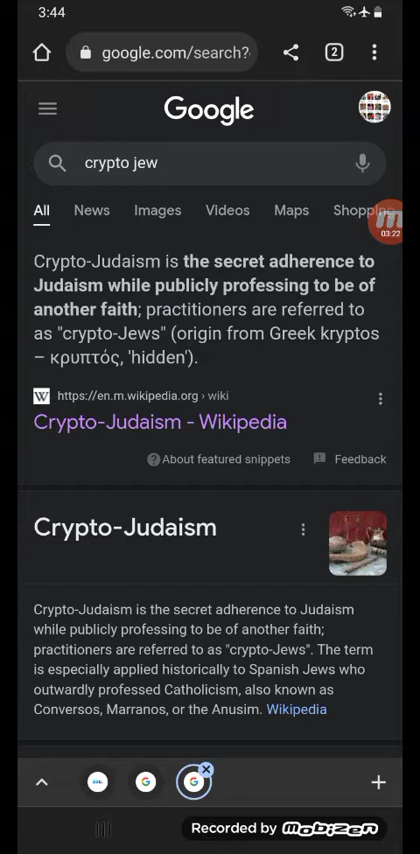 3:44
google.com/search?
2
Google
crypto jew
All News Images Videos Maps Shopping
03:22
Crypto-Judaism is the secret adherence to
Judaism while publicly professing to be of
another faith; practitioners are referred to
as "crypto-Jews" (origin from Greek kryptos
– κρυπτός, 'hidden').
W https://en.m.wikipedia.org › wiki
Crypto-Judaism - Wikipedia
About featured snippets Feedback
Crypto-Judaism
Crypto-Judaism is the secret adherence to Judaism
while publicly professing to be of another faith;
practitioners are referred to as "crypto-Jews". The term
is especially applied historically to Spanish Jews who
outwardly professed Catholicism, also known as
Conversos, Marranos, or the Anusim. Wikipedia
Recorded by mobizen